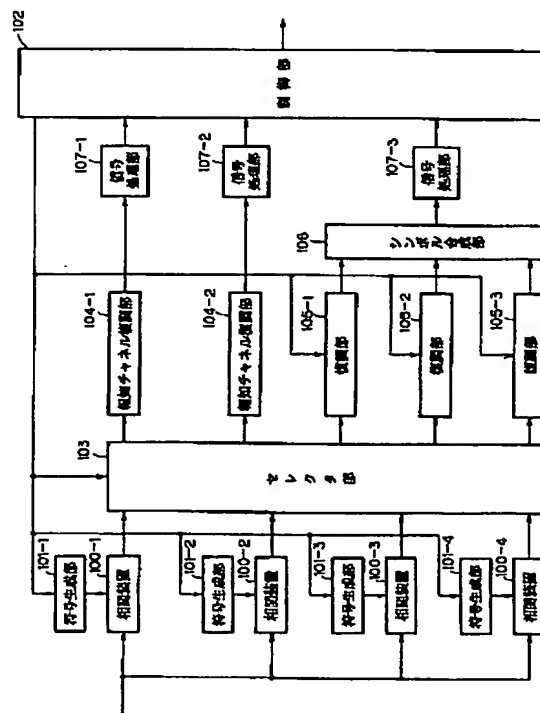 102
制御部
107-1
信号
処理部
107-2
信号
処理部
107-3
信号
処理部
106
シンボル合成部
104-1
報知チャネル復調部
104-2
報知チャネル復調部
105-1
復調部
105-2
復調部
105-3
復調部
103
セレクタ部
101-1
符号生成部
100-1
相関装置
101-2
符号生成部
100-2
相関装置
101-3
符号生成部
100-3
相関装置
101-4
符号生成部
100-4
相関装置